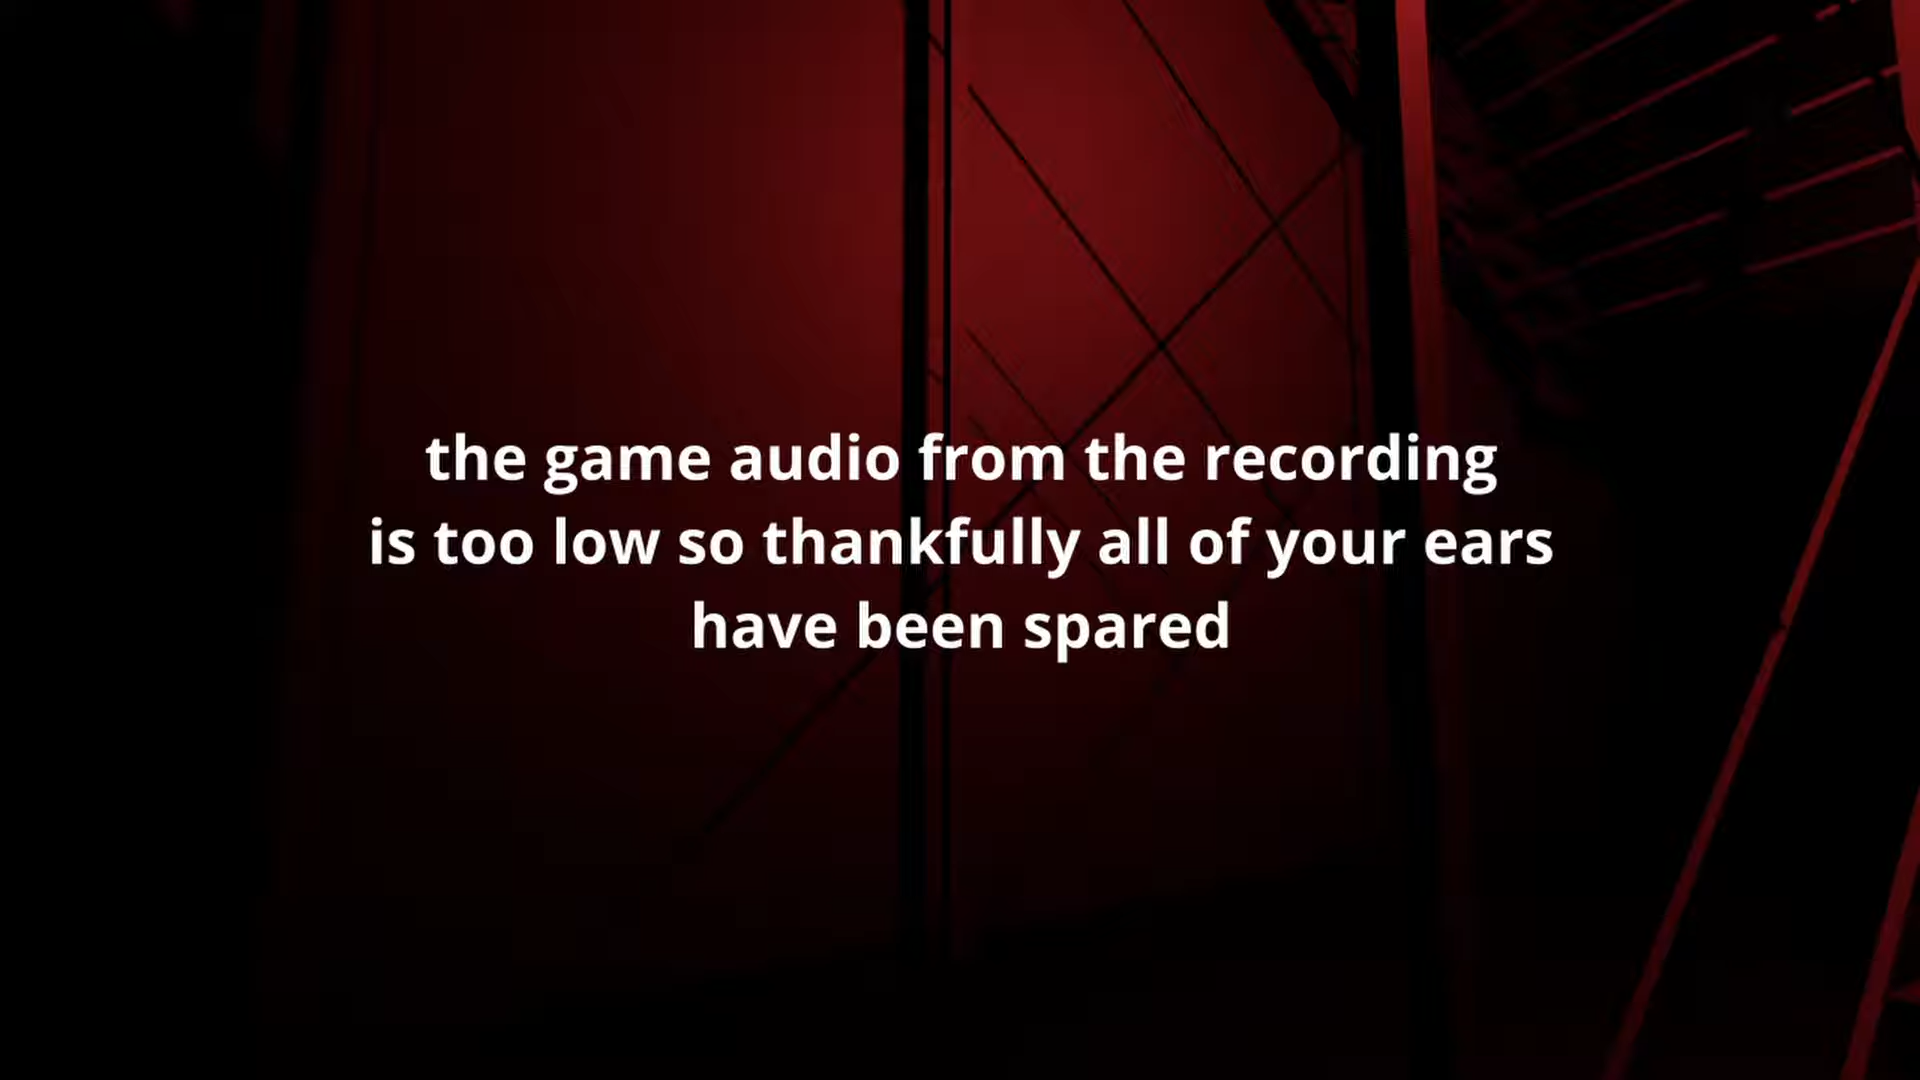 the game audio from the recording
is too low so thankfully all of your ears
have been spared